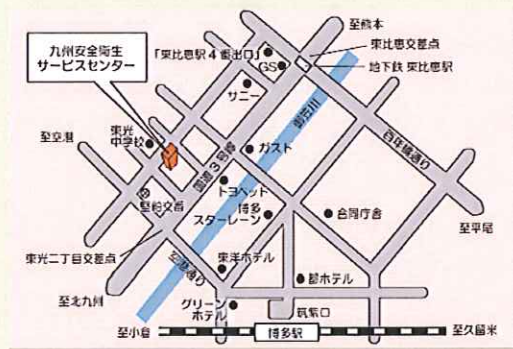 至熊本
九州安全衛生
サービスセンター
「東比恵駅4番出口」
東比恵交差点
GS
地下鉄 東比恵駅
サニー
御笠川
至空港
東光
中学校
国道3号線
ガスト
百年橋通り
トヨペット
堅粕交番
博多
スターレーン
合同庁舎
至平尾
東光二丁目交差点
東洋ホテル
都ホテル
至北九州
グリーン
ホテル
筑紫口
至小倉
博多駅
至久留米